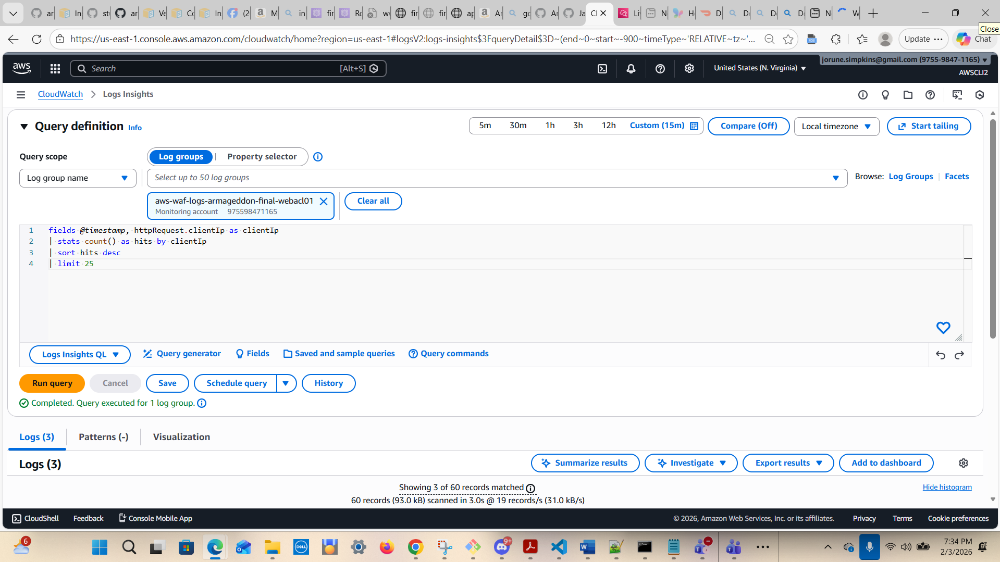 Close
https://us-east-1.console.aws.amazon.com/cloudwatch/home?region=us-east-1#logsV2:logs-insights$3FqueryDetail$3D~(end~0~start~-900~timeType~'RELATIVE~tz~'...
Update
Chat
aws
Search
[Alt+S]
United States (N. Virginia)
jorune.simpkins@gmail.com (9755-9847-1165)
AWSCLI2
CloudWatch
Logs Insights
Query definition
Info
5m
30m
1h
3h
12h
Custom (15m)
Compare (Off)
Local timezone
Start tailing
Query scope
Log groups
Property selector
Log group name
Select up to 50 log groups
Browse:
Log Groups
Facets
aws-waf-logs-armageddon-final-webacl01
Monitoring account 975598471165
Clear all
1 fields @timestamp, httpRequest.clientIp as clientIp
2 | stats count() as hits by clientIp
3 | sort hits desc
4 | limit 25
Logs Insights QL
Query generator
Fields
Saved and sample queries
Query commands
Run query
Cancel
Save
Schedule query
History
Completed. Query executed for 1 log group.
Logs (3)
Patterns (-)
Visualization
Logs (3)
Summarize results
Investigate
Export results
Add to dashboard
Showing 3 of 60 records matched
Hide histogram
60 records (93.0 kB) scanned in 3.0s @ 19 records/s (31.0 kB/s)
CloudShell
Feedback
Console Mobile App
© 2026, Amazon Web Services, Inc. or its affiliates.
Privacy
Terms
Cookie preferences
6
DELL
9+
7:34 PM
2/3/2026